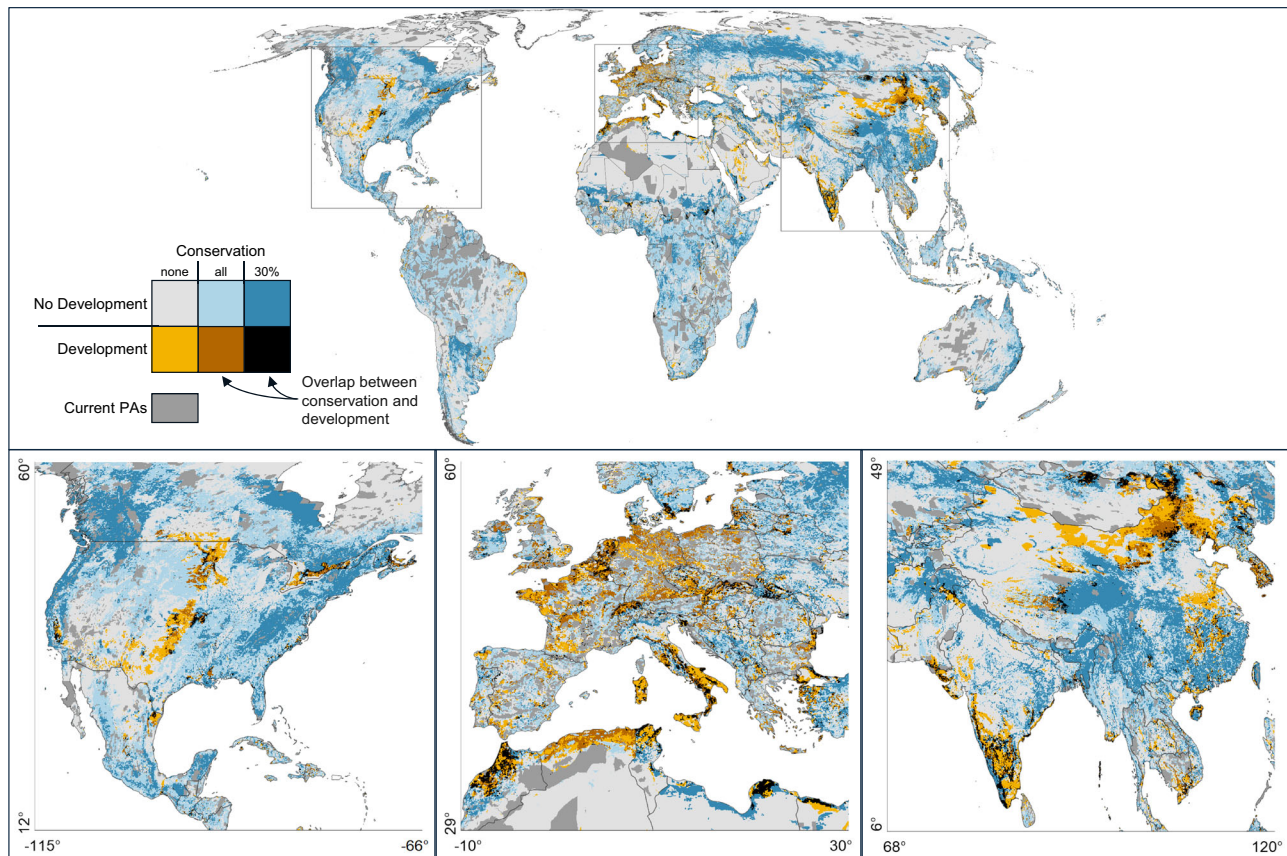 Conservation
none all 30%
No Development
Development
Overlap between
conservation and
development
Current PAs
60° 60° 49°
12° 29° 6°
-115° -66° -10° 30° 68° 120°